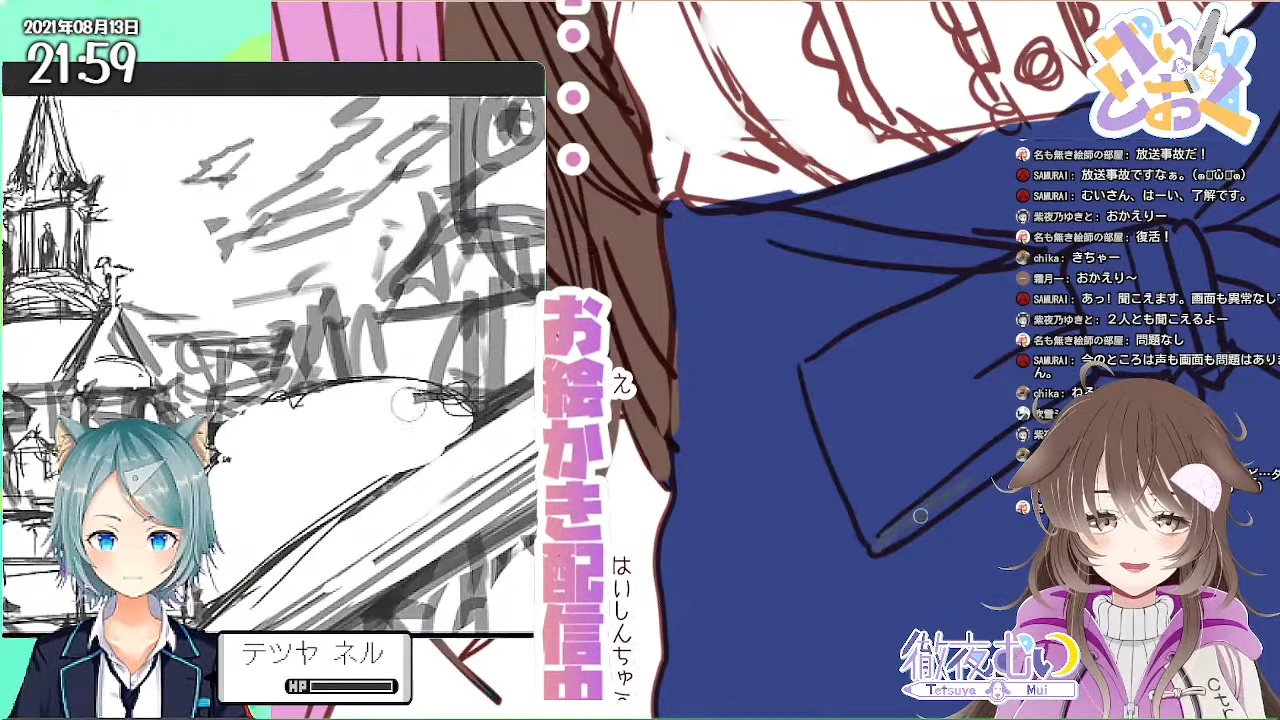 2021年08月13日
21:59
名も無き絵師の部屋: 放送事故だ!
SAMURAI: 放送事故ですなぁ。
SAMURAI: むいさん、はーい、了解です。
紫夜乃ゆきと: おかえりー
名も無き絵師の部屋: 復活!
chika: きちゃー
霜月一: おかえり~
SAMURAI: あっ! 聞こえます。画面も異常なし
紫夜乃ゆきと: 2人とも聞こえるよー
名も無き絵師の部屋: 問題なし
SAMURAI: 今のところは声も画面も問題はあり
ん。
chika: ねる
お絵かき配信中
え
はいしんちゅう
テツヤ ネル
HP
徹夜むい
Tetsuya Mui